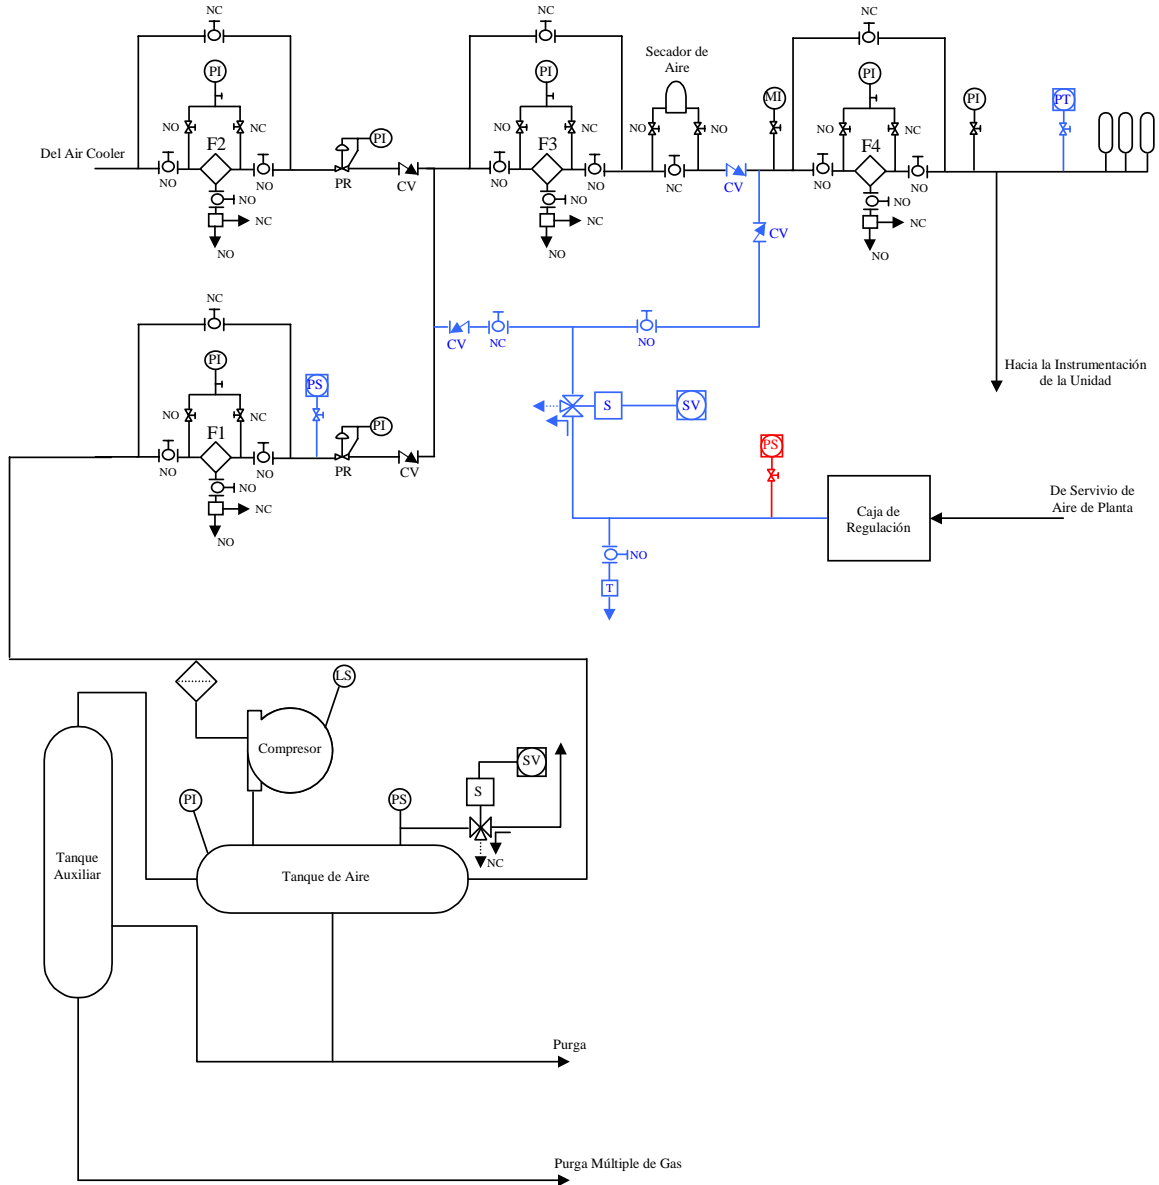 NC
NC
NC
Secador de
Aire
PI
PI
PI
MI
PI
PT
NO
NC
NO
NC
NO
NO
NO
NC
F2
F3
F4
Del Air Cooler
PI
NO
NO
PR
CV
NO
NO
NC
CV
NO
NO
NO
NO
NO
NC
NC
NC
NO
NO
NO
CV
NC
CV
NC
NO
PI
PS
Hacia la Instrumentación
de la Unidad
NO
NC
F1
S
SV
PI
NO
NO
PR
CV
PS
NO
NC
NO
De Servivio de
Aire de Planta
Caja de
Regulación
NO
T
LS
Compresor
SV
S
PI
PS
NC
Tanque
Auxiliar
Tanque de Aire
Purga
Purga Múltiple de Gas